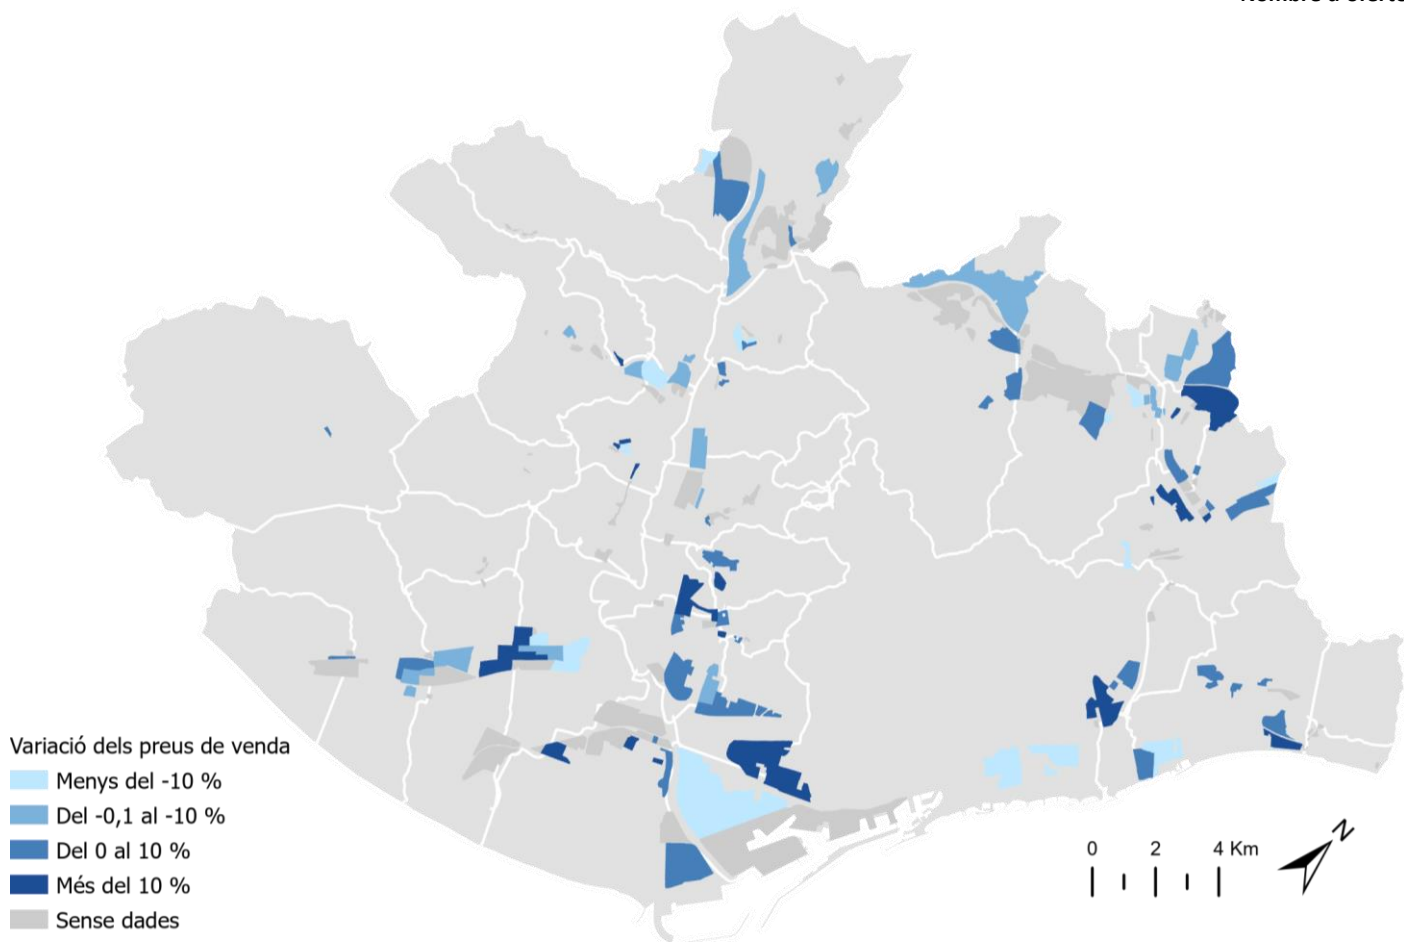 Variació dels preus de venda
Menys del -10 %
Del -0,1 al -10 %
Del 0 al 10 %
Més del 10 %
Sense dades
0 2 4 Km
N